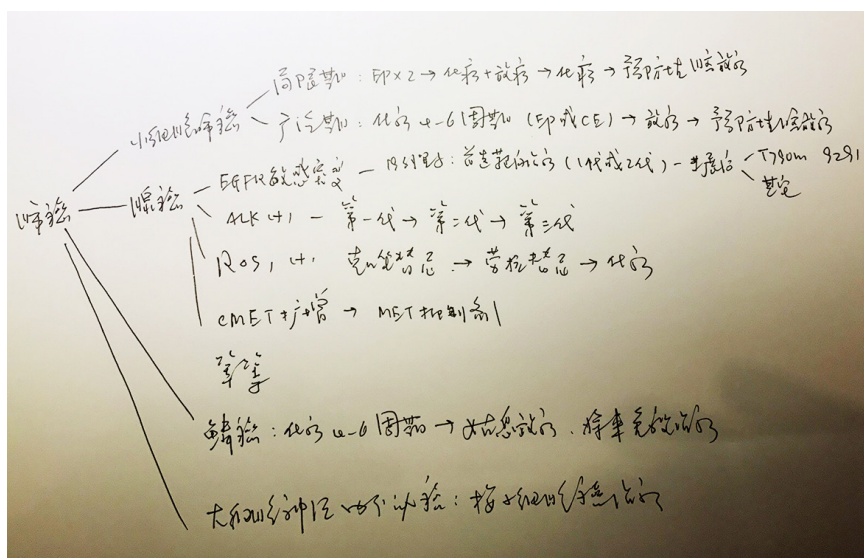 局限期：EP×2→化疗+放疗→化疗→预防性脑放疗
小细胞肺癌
广泛期：化疗4-6周期（EP或CE）→放疗→预防性脑放疗
EGFR敏感突变—19或21：首选靶向治疗（1代或2代）—进展后
T790M 9291
其它
肺癌—腺癌
ALK(+)—第一代→第二代→第三代
ROS1(+) 克唑替尼→劳拉替尼→化疗
cMET扩增→MET抑制剂
等等
鳞癌：化疗4-6周期→姑息放疗、将来免疫治疗
大细胞神经内分泌癌：按小细胞肺癌治疗